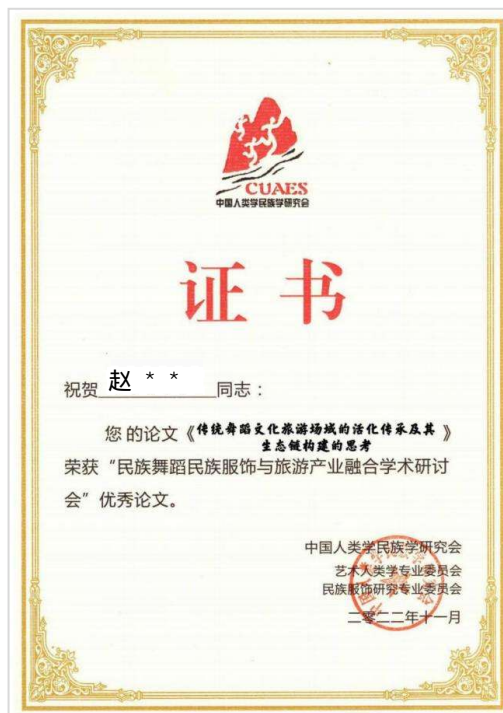 CUAES
中国人类学民族学研究会
证书
祝贺 赵 * * 同志：
您的论文《传统舞蹈文化旅游场域的活化传承及其
生态链构建的思考》
荣获“民族舞蹈民族服饰与旅游产业融合学术研讨
会”优秀论文。
中国人类学民族学研究会
艺术人类学专业委员会
民族服饰研究专业委员会
二零二二年十一月